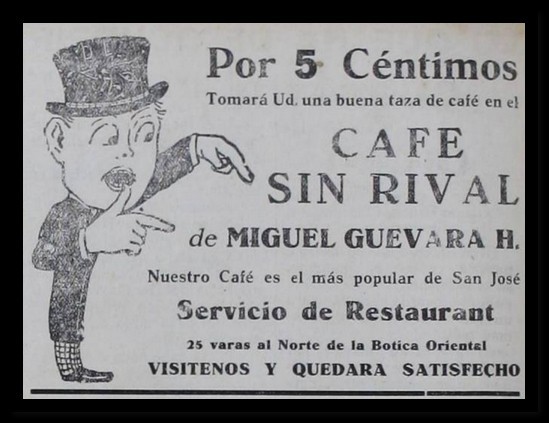 Por 5 Céntimos
Tomará Ud. una buena taza de café en el
CAFE
SIN RIVAL
de MIGUEL GUEVARA H.
Nuestro Café es el más popular de San José
Servicio de Restaurant
25 varas al Norte de la Botica Oriental
VISITENOS Y QUEDARA SATISFECHO